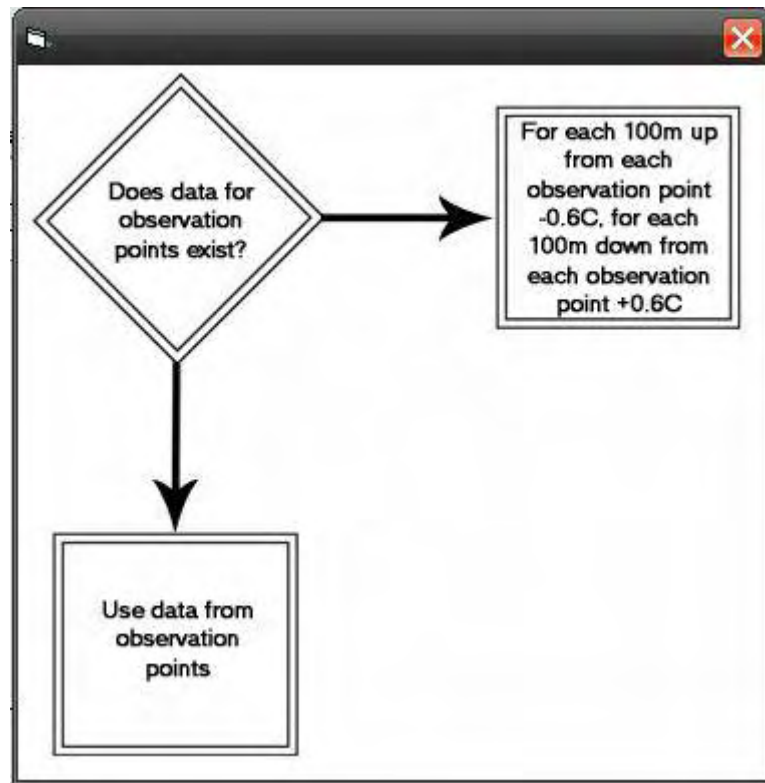 Does data for
observation
points exist?
For each 100m up
from each
observation point
-0.6C, for each
100m down from
each observation
point +0.6C
Use data from
observation
points